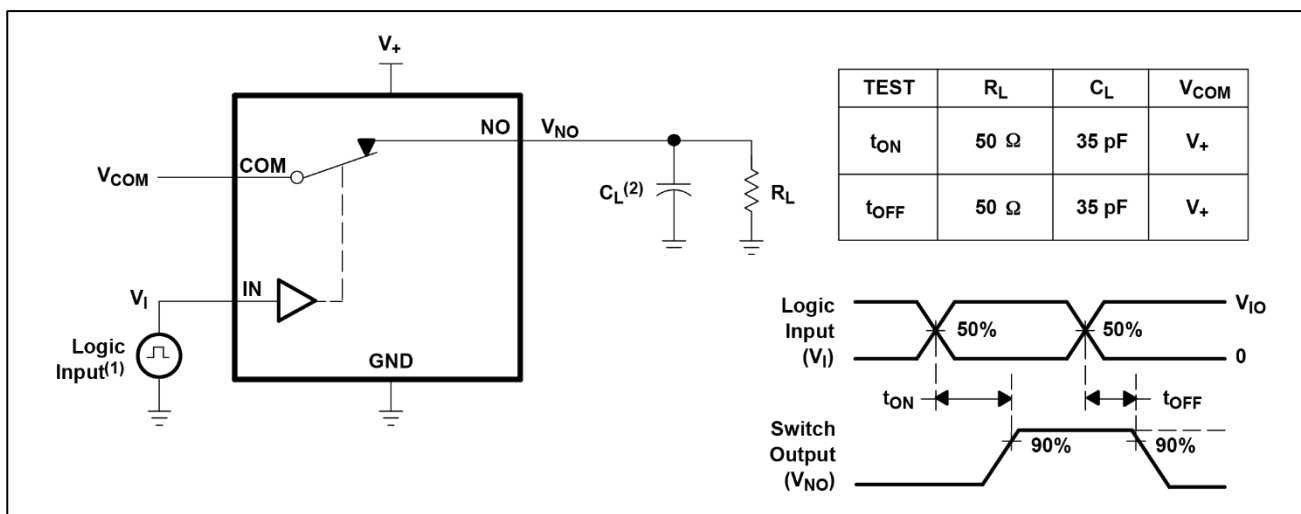 V+
NO
VNO
COM
VCOM
CL(2)
RL
VI
IN
Logic
Input(1)
GND
TEST RL CL VCOM
tON 50 Ω 35 pF V+
tOFF 50 Ω 35 pF V+
Logic
Input
(VI)
50%
50%
VIO
0
tON
tOFF
Switch
Output
(VNO)
90%
90%